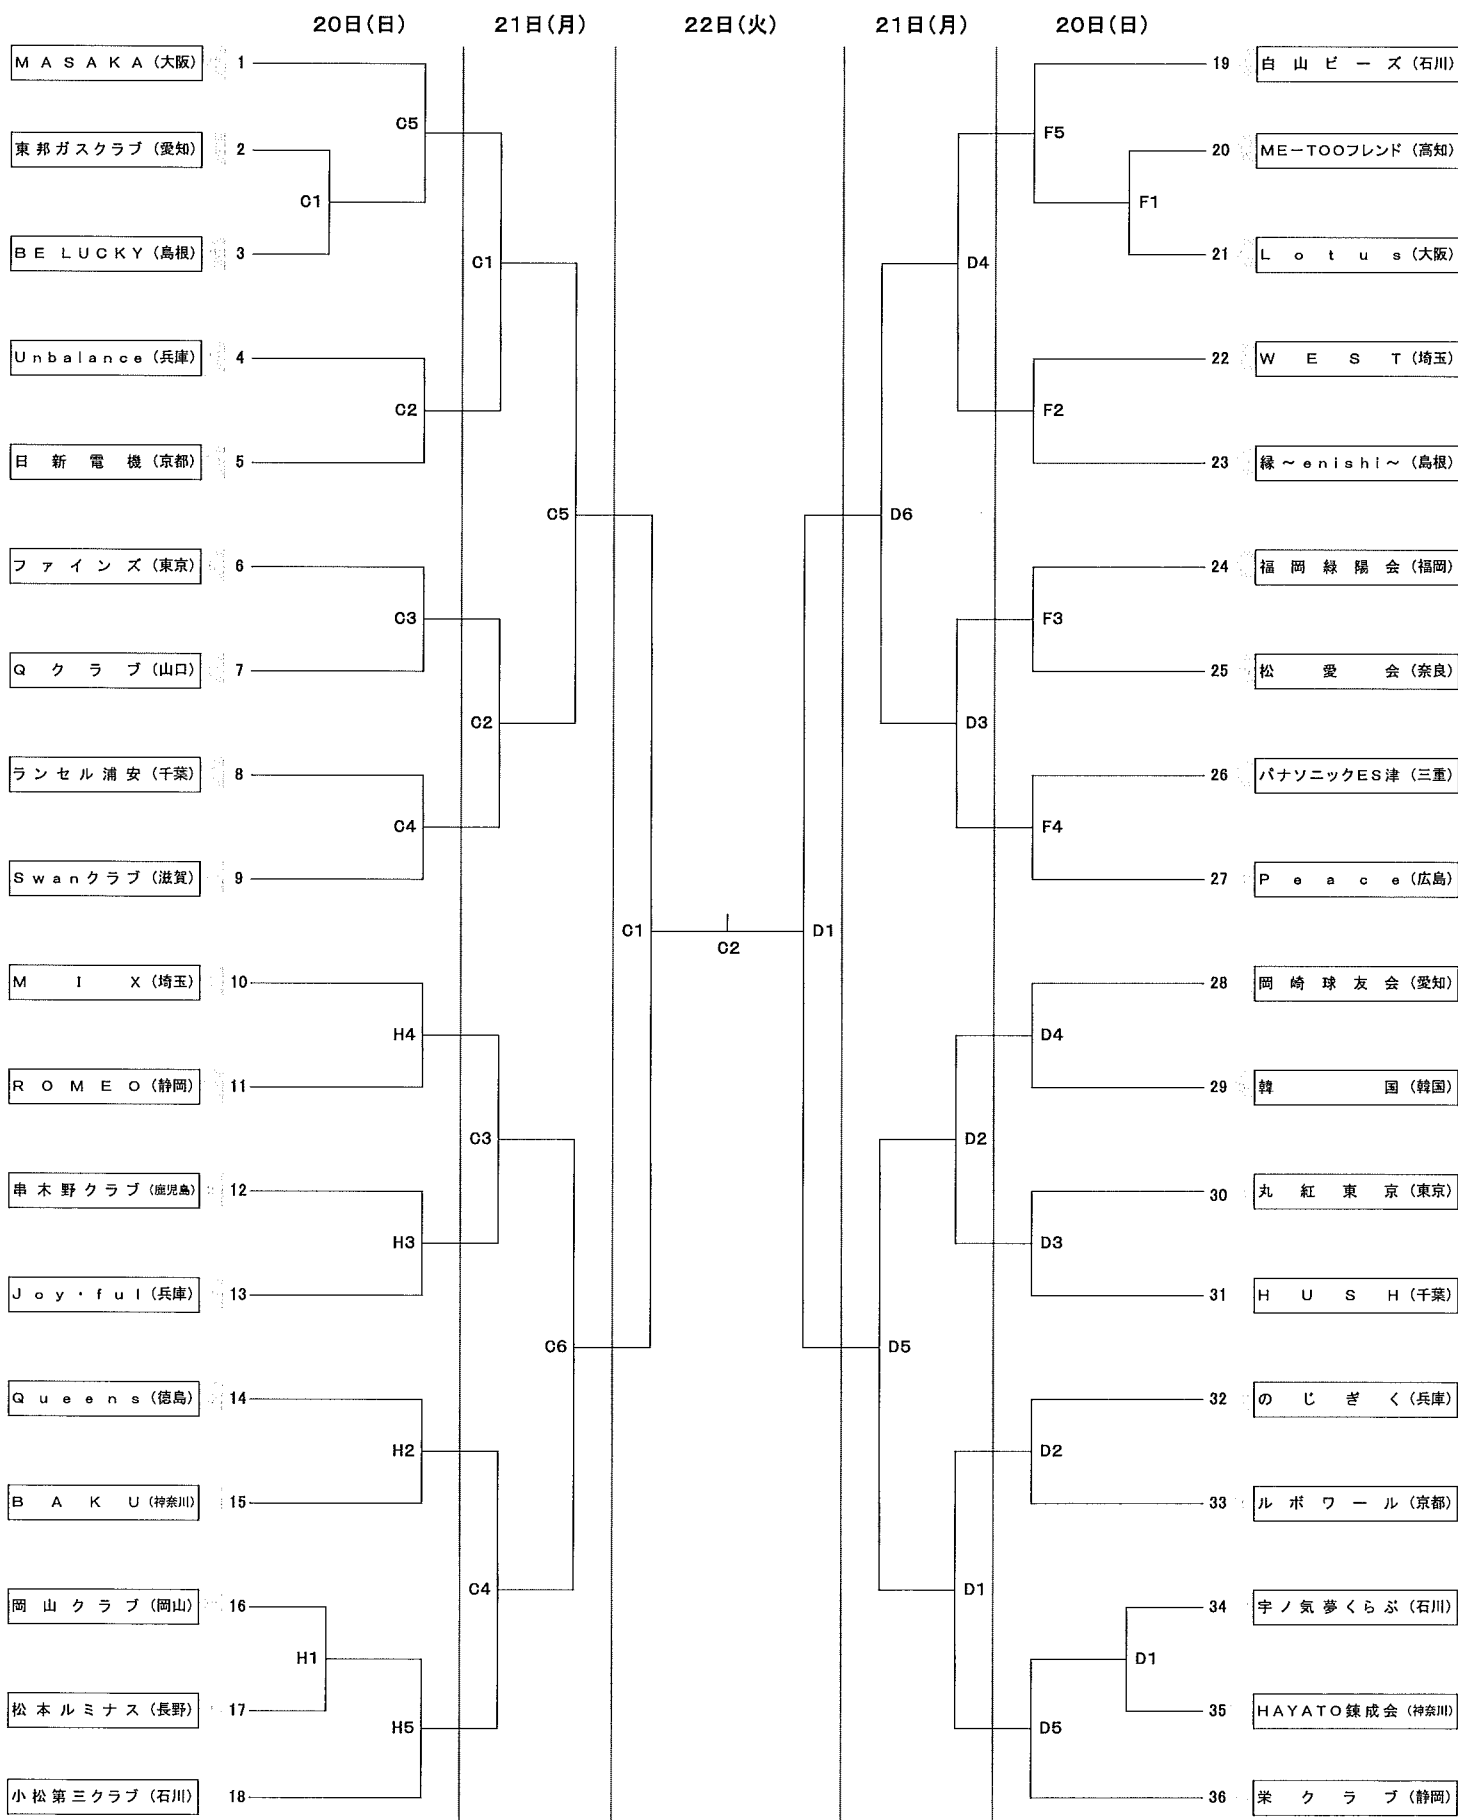 20日(日) 21日(月) 22日(火) 21日(月) 20日(日)
MASAKA(大阪) 1 19 白山ビーズ(石川)
C5 F5
東邦ガスクラブ(愛知) 2 20 ME-TOOフレンド(高知)
C1 F1
BE LUCKY(島根) 3 21 Lotus(大阪)
C1 D4
Unbalance(兵庫) 4 22 WEST(埼玉)
C2 F2
日新電機(京都) 5 23 縁~enishi~(島根)
C5 D6
ファインズ(東京) 6 24 福岡緑陽会(福岡)
C3 F3
Qクラブ(山口) 7 25 松愛会(奈良)
C2 D3
ランセル浦安(千葉) 8 26 パナソニックES津(三重)
C4 F4
Swanクラブ(滋賀) 9 27 Peace(広島)
C1 C2 D1
MIX(埼玉) 10 28 岡崎球友会(愛知)
H4 D4
ROMEO(静岡) 11 29 韓国(韓国)
C3 D2
串木野クラブ(鹿児島) 12 30 丸紅東京(東京)
H3 D3
Joy・ful(兵庫) 13 31 HUSH(千葉)
C6 D5
Queens(徳島) 14 32 のじぎく(兵庫)
H2 D2
BAKU(神奈川) 15 33 ルボワール(京都)
C4 D1
岡山クラブ(岡山) 16 34 宇ノ気夢くらぶ(石川)
H1 D1
松本ルミナス(長野) 17 35 HAYATO錬成会(神奈川)
H5 D5
小松第三クラブ(石川) 18 36 栄クラブ(静岡)